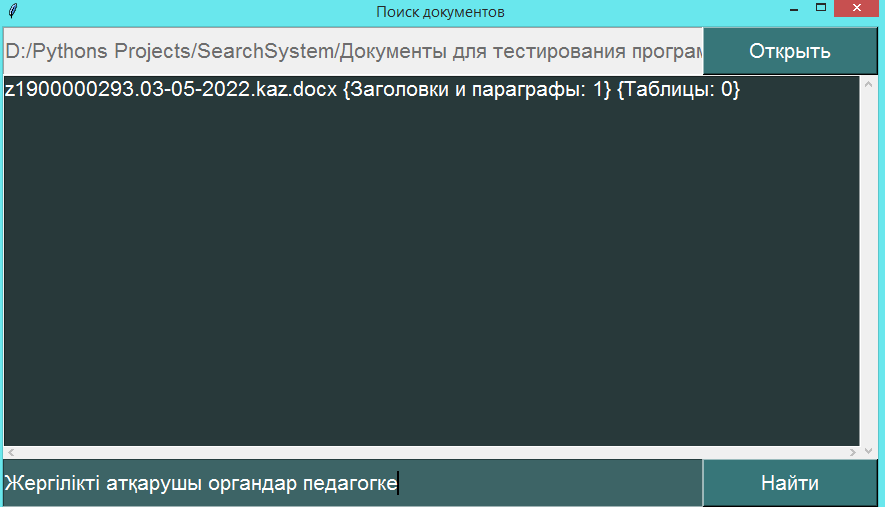 Поиск документов
D:/Pythons Projects/SearchSystem/Документы для тестирования програм
Открыть
z1900000293.03-05-2022.kaz.docx {Заголовки и параграфы: 1} {Таблицы: 0}
Жергілікті атқарушы органдар педагогке
Найти